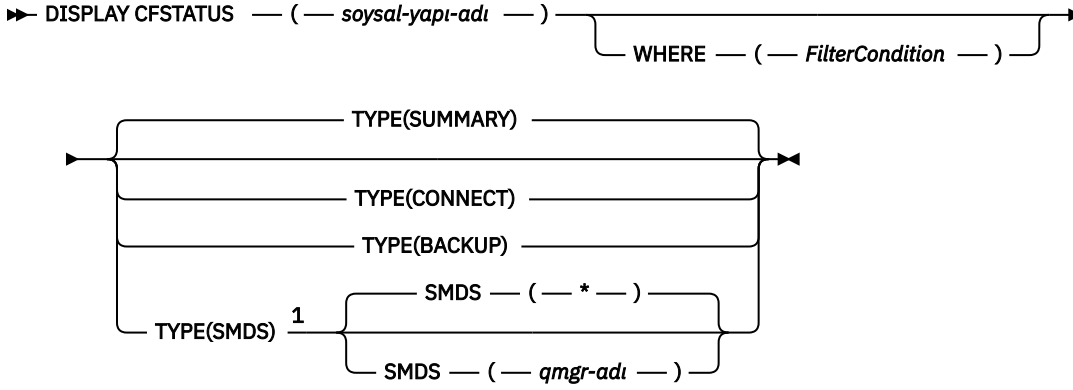 DISPLAY CFSTATUS ( soysal-yapı-adı )
WHERE ( FilterCondition )
TYPE(SUMMARY)
TYPE(CONNECT)
TYPE(BACKUP)
SMDS ( * )
TYPE(SMDS) 1
SMDS ( qmgr-adı )